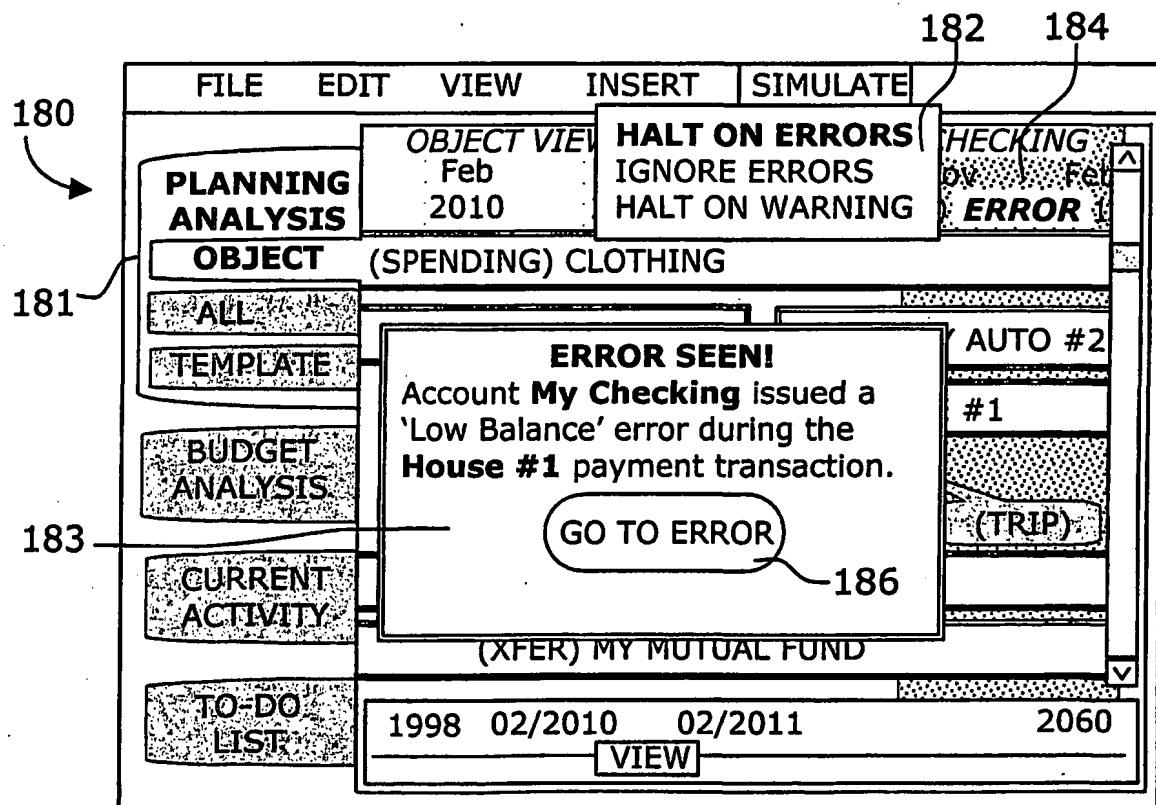 182 184
FILE EDIT VIEW INSERT SIMULATE
180
OBJECT VIEW HECKING
HALT ON ERRORS
IGNORE ERRORS
HALT ON WARNING
Feb
2010
ov Feb
ERROR
PLANNING
ANALYSIS
OBJECT (SPENDING) CLOTHING
181
ALL
TEMPLATE
AUTO #2
#1
ERROR SEEN!
Account My Checking issued a
‘Low Balance’ error during the
House #1 payment transaction.
GO TO ERROR
BUDGET
ANALYSIS
(TRIP)
183
186
CURRENT
ACTIVITY
(XFER) MY MUTUAL FUND
TO-DO
LIST
1998 02/2010 02/2011 2060
VIEW